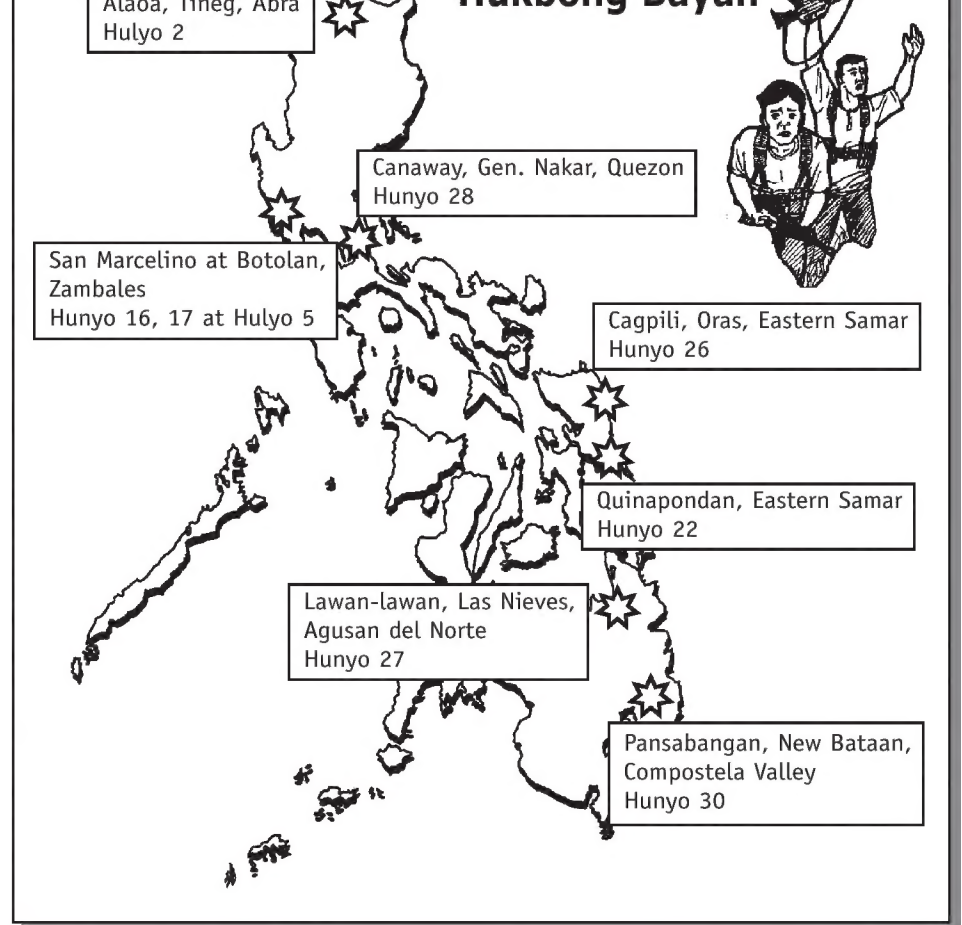 Hukbong Bayan
Alaoa, Tineg, Abra
Hulyo 2
Canaway, Gen. Nakar, Quezon
Hunyo 28
San Marcelino at Botolan,
Zambales
Hunyo 16, 17 at Hulyo 5
Cagpili, Oras, Eastern Samar
Hunyo 26
Quinapondan, Eastern Samar
Hunyo 22
Lawan-lawan, Las Nieves,
Agusan del Norte
Hunyo 27
Pansabangan, New Bataan,
Compostela Valley
Hunyo 30